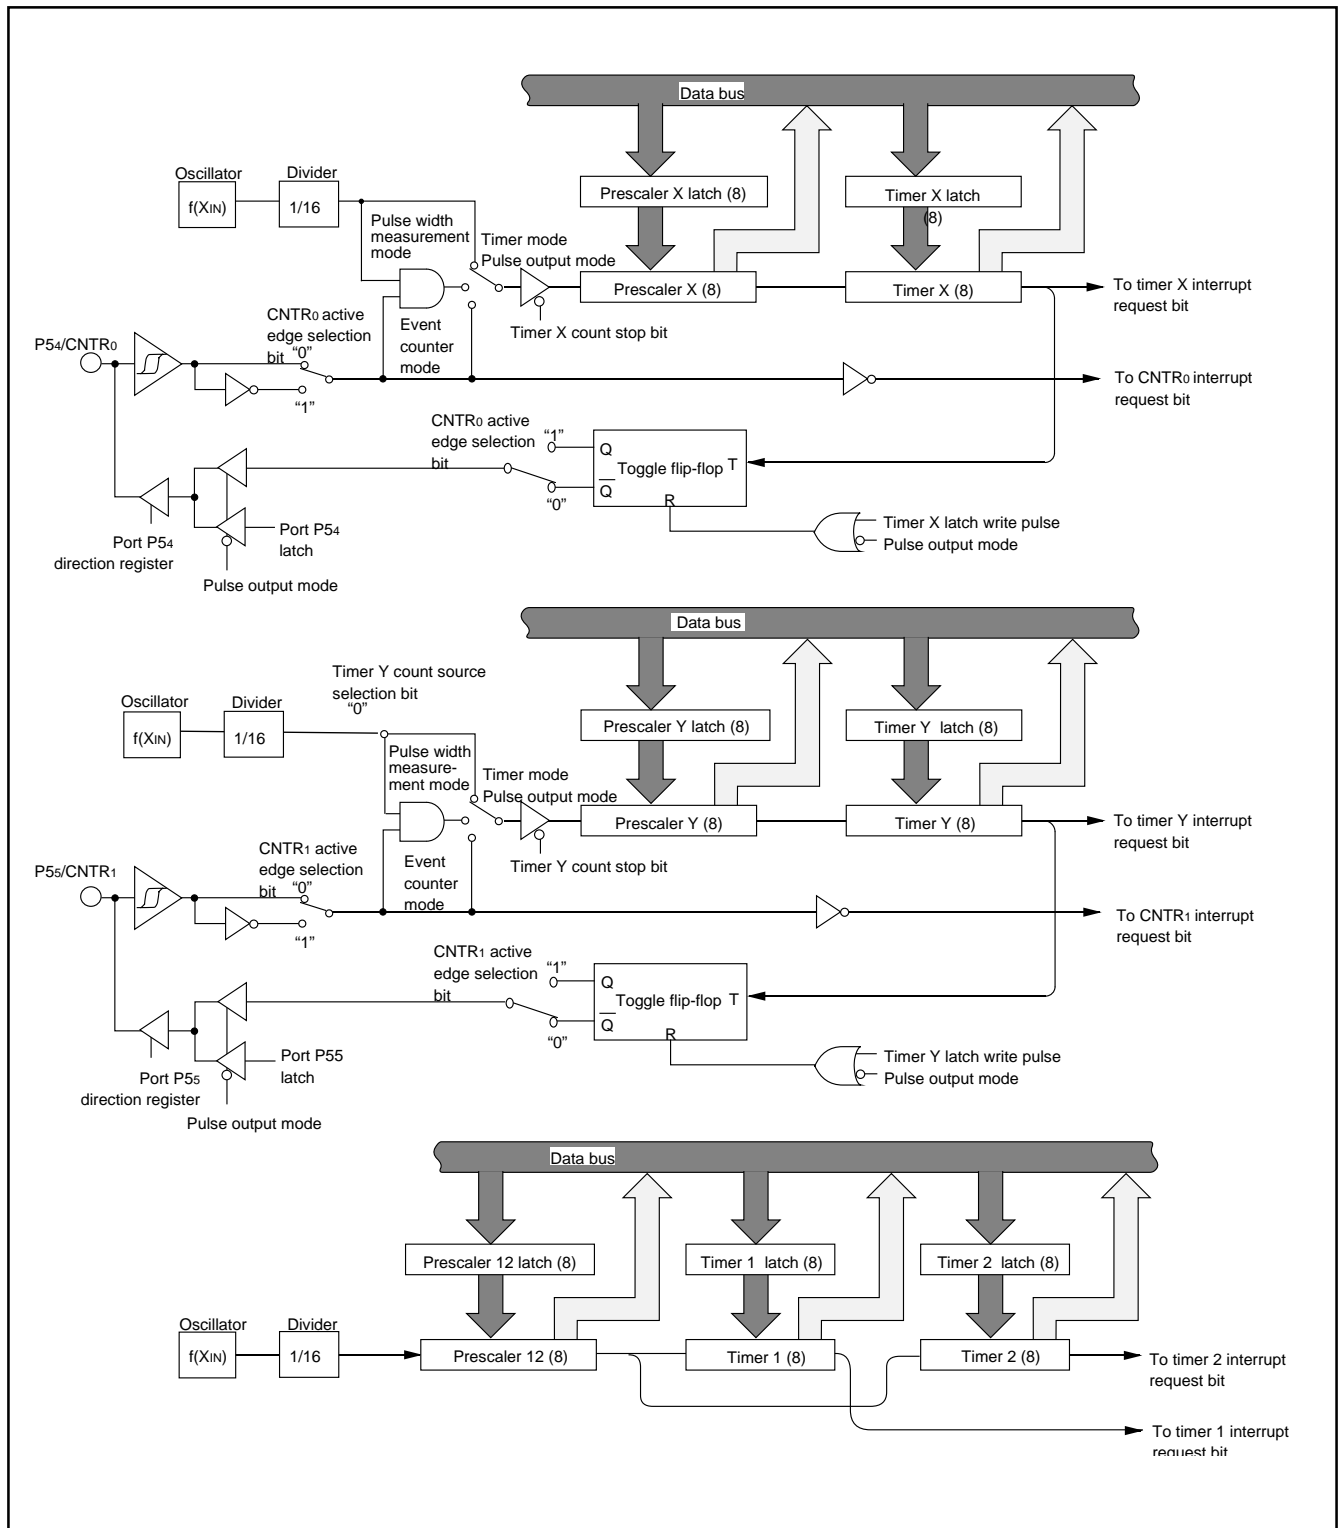 Data bus
Oscillator
Divider
f(XIN)
1/16
Prescaler X latch (8)
Timer X latch
(8)
Pulse width
measurement
mode
Timer mode
Pulse output mode
Prescaler X (8)
Timer X (8)
To timer X interrupt
request bit
Timer X count stop bit
CNTR0 active
edge selection
bit
"0"
"1"
Event
counter
mode
P54/CNTR0
To CNTR0 interrupt
request bit
CNTR0 active
edge selection
bit
"1"
"0"
Q
Q
Toggle flip-flop
T
R
Timer X latch write pulse
Pulse output mode
Port P54
latch
Port P54
direction register
Pulse output mode
Data bus
Timer Y count source
selection bit
"0"
Oscillator
Divider
f(XIN)
1/16
Prescaler Y latch (8)
Timer Y latch (8)
Pulse width
measure-
ment mode
Timer mode
Pulse output mode
Prescaler Y (8)
Timer Y (8)
To timer Y interrupt
request bit
Timer Y count stop bit
CNTR1 active
edge selection
bit
"0"
"1"
Event
counter
mode
P55/CNTR1
To CNTR1 interrupt
request bit
CNTR1 active
edge selection
bit
"1"
"0"
Q
Q
Toggle flip-flop
T
R
Timer Y latch write pulse
Pulse output mode
Port P55
latch
Port P55
direction register
Pulse output mode
Data bus
Prescaler 12 latch (8)
Timer 1 latch (8)
Timer 2 latch (8)
Oscillator
Divider
f(XIN)
1/16
Prescaler 12 (8)
Timer 1 (8)
Timer 2 (8)
To timer 2 interrupt
request bit
To timer 1 interrupt
request bit